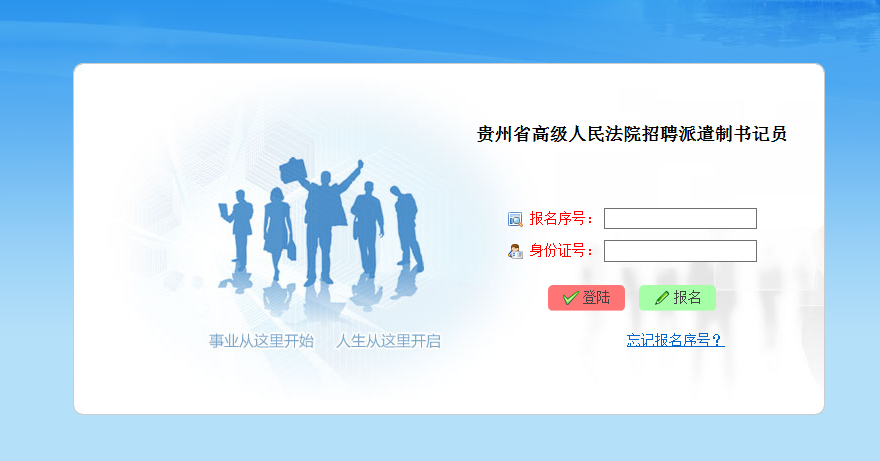 贵州省高级人民法院招聘派遣制书记员
报名序号：
身份证号：
登陆 报名
忘记报名序号？
事业从这里开始 人生从这里开启